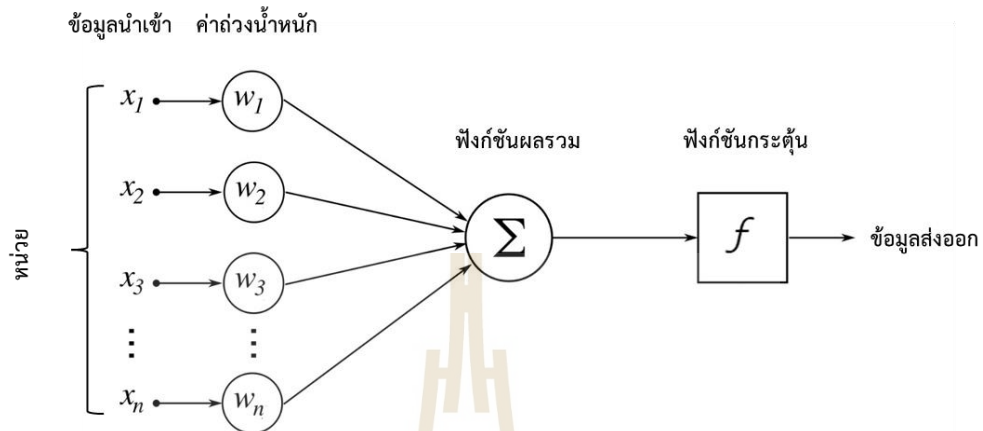 ข้อมูลนำเข้า ค่าถ่วงน้ำหนัก
x1 w1
ฟังก์ชันผลรวม ฟังก์ชันกระตุ้น
x2 w2
หน่วย
Σ f ข้อมูลส่งออก
x3 w3
⋮ ⋮
xn wn